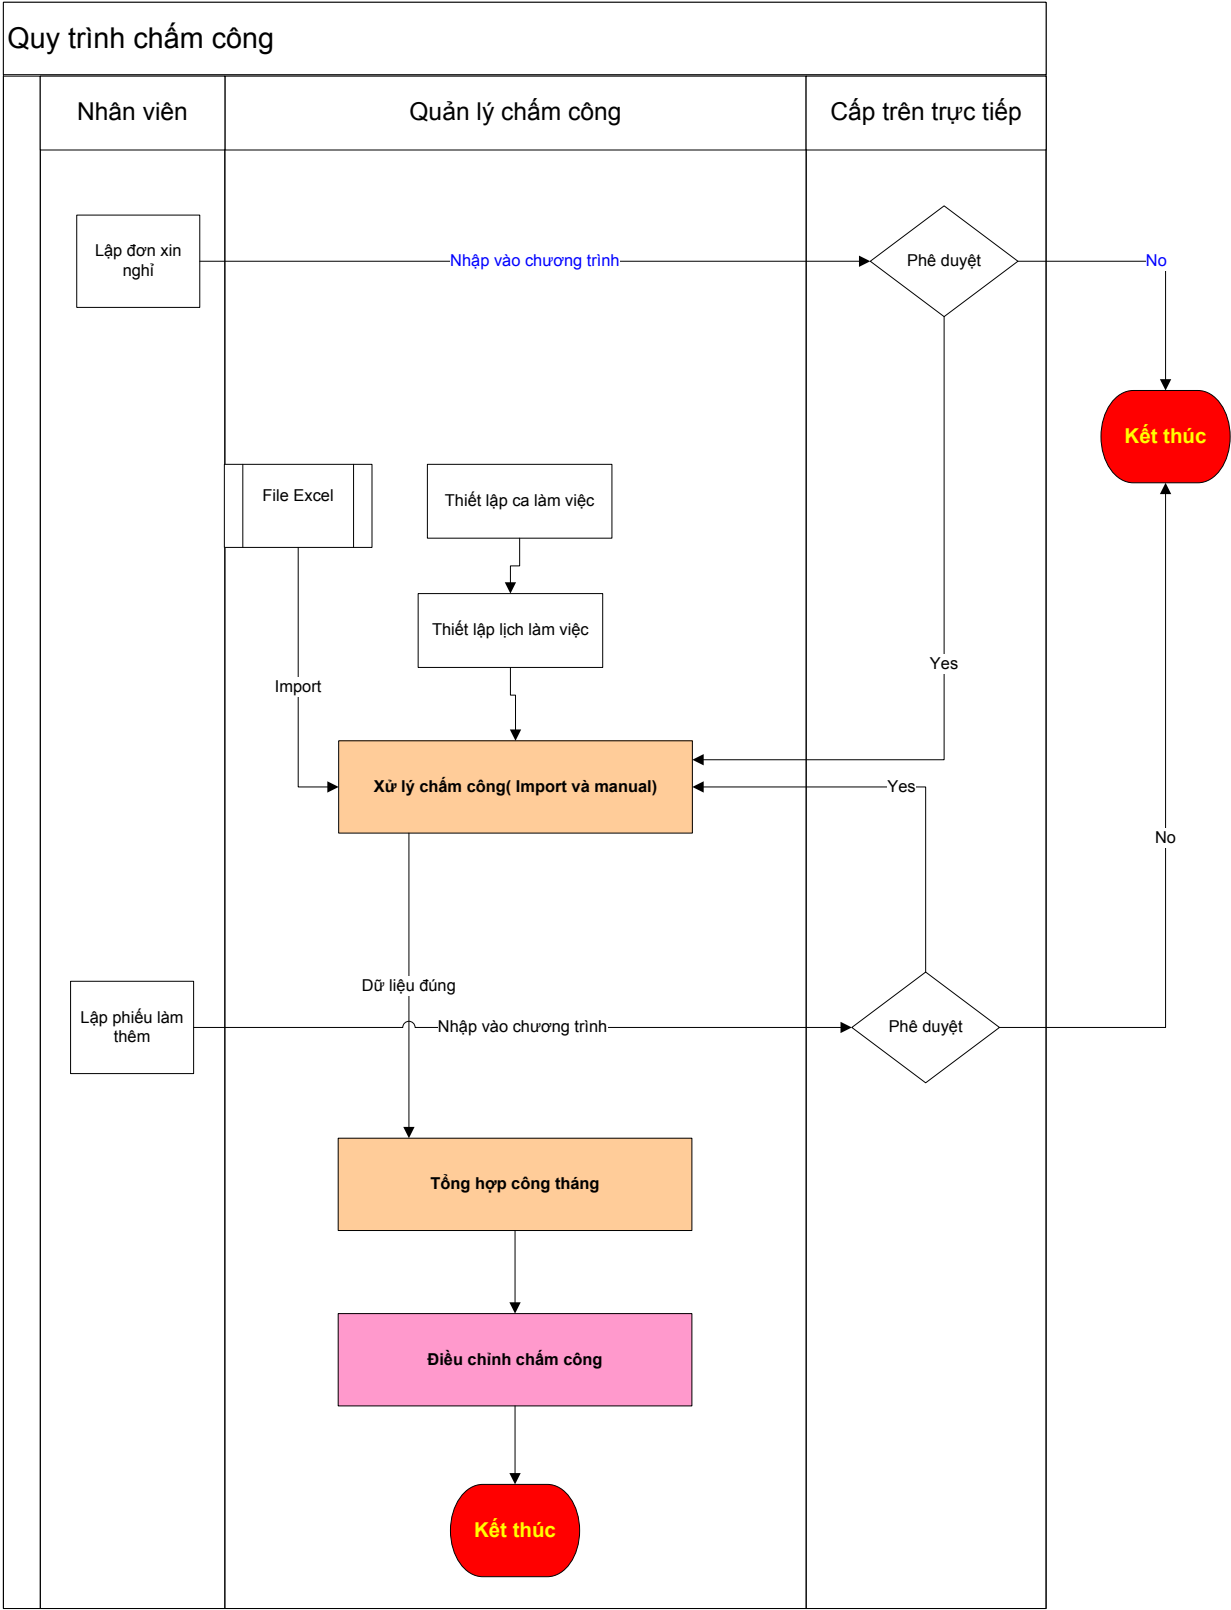 Quy trình chấm công
Nhân viên
Quản lý chấm công
Cấp trên trực tiếp
Lập đơn xin
nghỉ
Nhập vào chương trình
Phê duyệt
No
Kết thúc
File Excel
Thiết lập ca làm việc
Thiết lập lịch làm việc
Yes
Import
Xử lý chấm công( Import và manual)
Yes
No
Dữ liệu đúng
Lập phiếu làm
thêm
Nhập vào chương trình
Phê duyệt
Tổng hợp công tháng
Điều chỉnh chấm công
Kết thúc